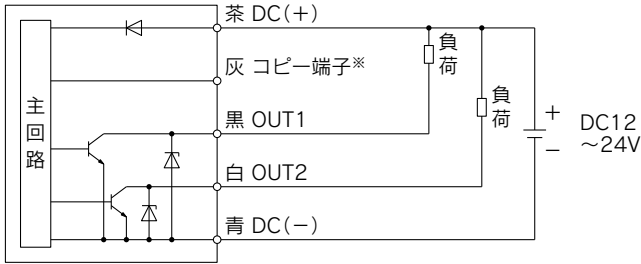 茶 DC(+)
負荷
灰 コピー端子※
負荷
主回路
黒 OUT1
+
DC12
～24V
−
白 OUT2
青 DC(−)